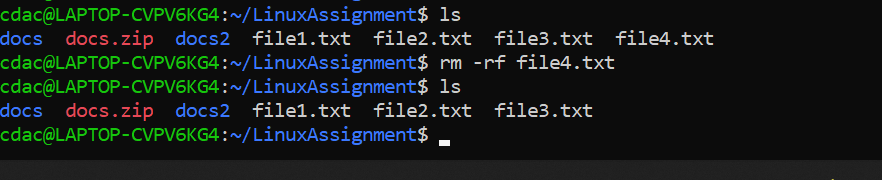 cdac@LAPTOP-CVPV6KG4:~/LinuxAssignment$ ls
docs  docs.zip  docs2  file1.txt  file2.txt  file3.txt  file4.txt
cdac@LAPTOP-CVPV6KG4:~/LinuxAssignment$ rm -rf file4.txt
cdac@LAPTOP-CVPV6KG4:~/LinuxAssignment$ ls
docs  docs.zip  docs2  file1.txt  file2.txt  file3.txt
cdac@LAPTOP-CVPV6KG4:~/LinuxAssignment$